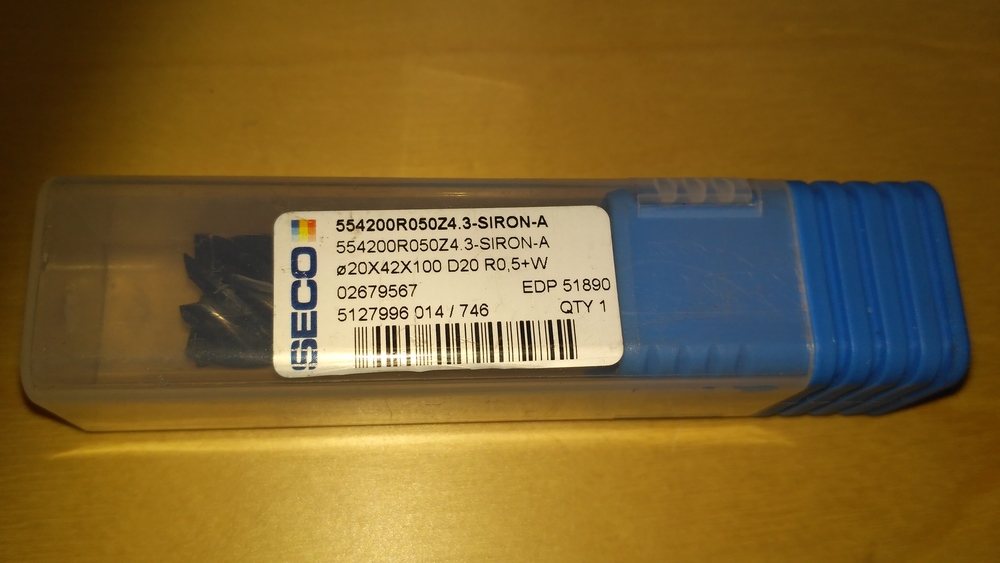 SECO
554200R050Z4.3-SIRON-A
554200R050Z4.3-SIRON-A
ø20X42X100 D20 R0,5+W
02679567 EDP 51890
5127996 014 / 746 QTY 1